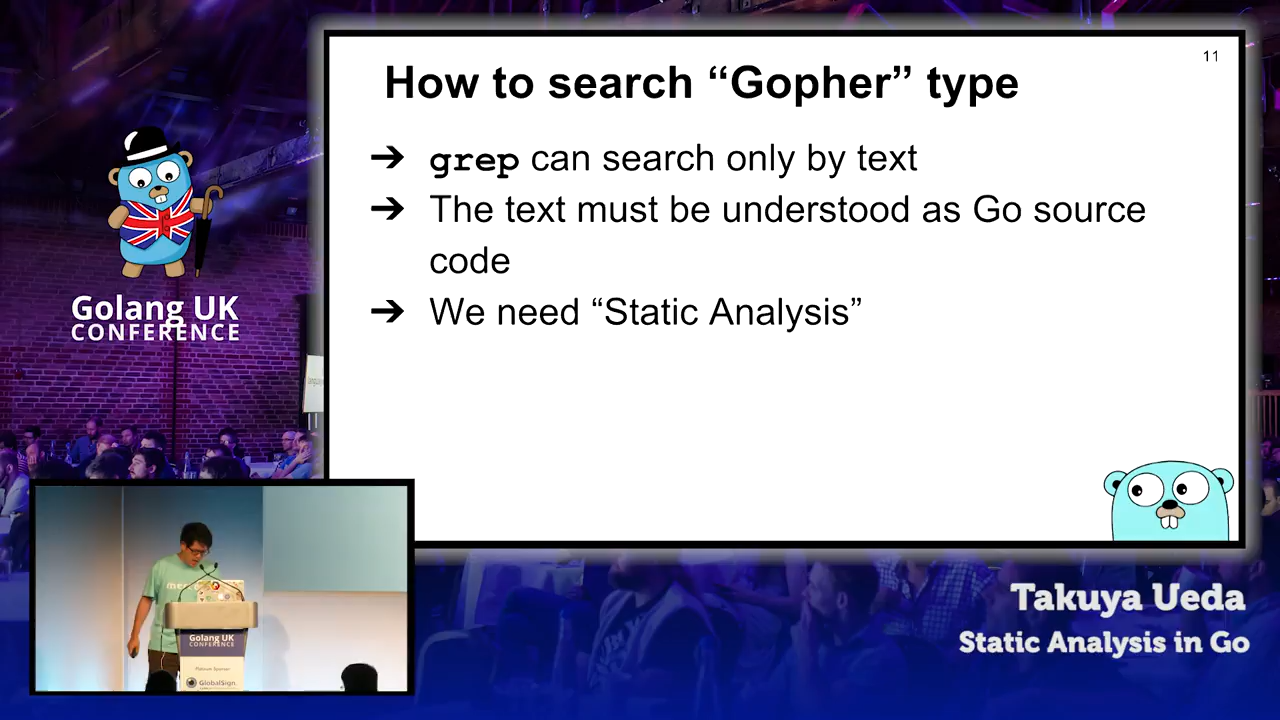 11
How to search “Gopher” type
➔ grep can search only by text
➔ The text must be understood as Go source
code
➔ We need “Static Analysis”
Golang UK
CONFERENCE
Golang UK
CONFERENCE
Platinum Sponsor
GlobalSign.
Takuya Ueda
Static Analysis in Go